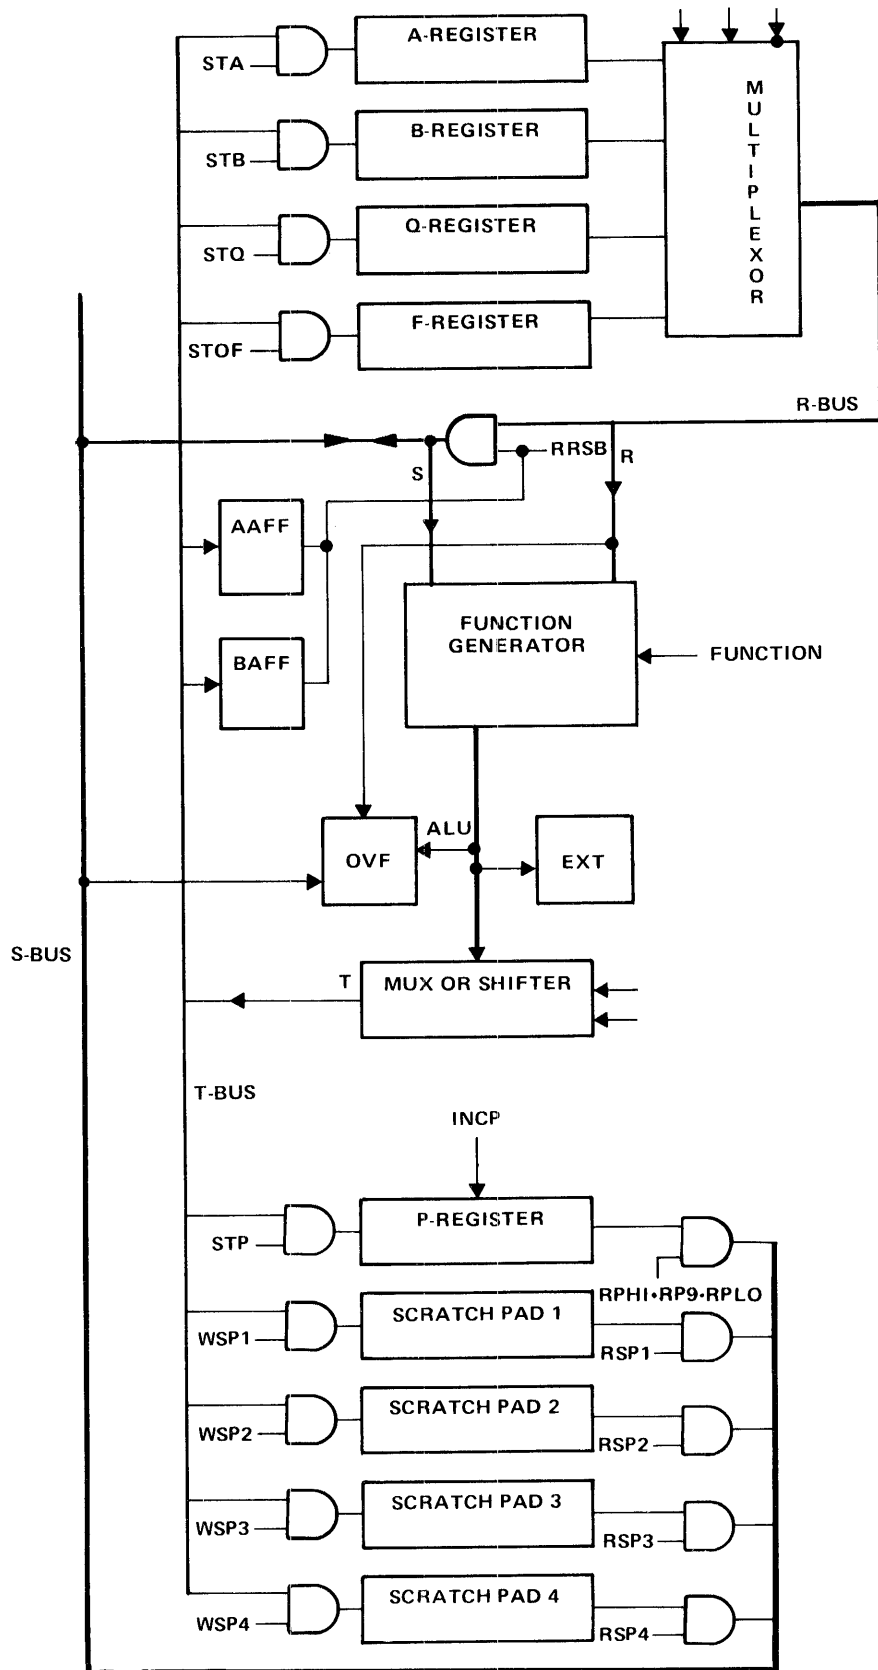 A-REGISTER
STA
B-REGISTER
STB
Q-REGISTER
STQ
F-REGISTER
STOF
MULTIPLEXOR
R-BUS
RRSB
R
S
AAFF
BAFF
FUNCTION
GENERATOR
FUNCTION
ALU
OVF
EXT
S-BUS
T
MUX OR SHIFTER
T-BUS
INCP
P-REGISTER
STP
RPHI•RP9•RPLO
SCRATCH PAD 1
WSP1
RSP1
SCRATCH PAD 2
WSP2
RSP2
SCRATCH PAD 3
WSP3
RSP3
SCRATCH PAD 4
WSP4
RSP4